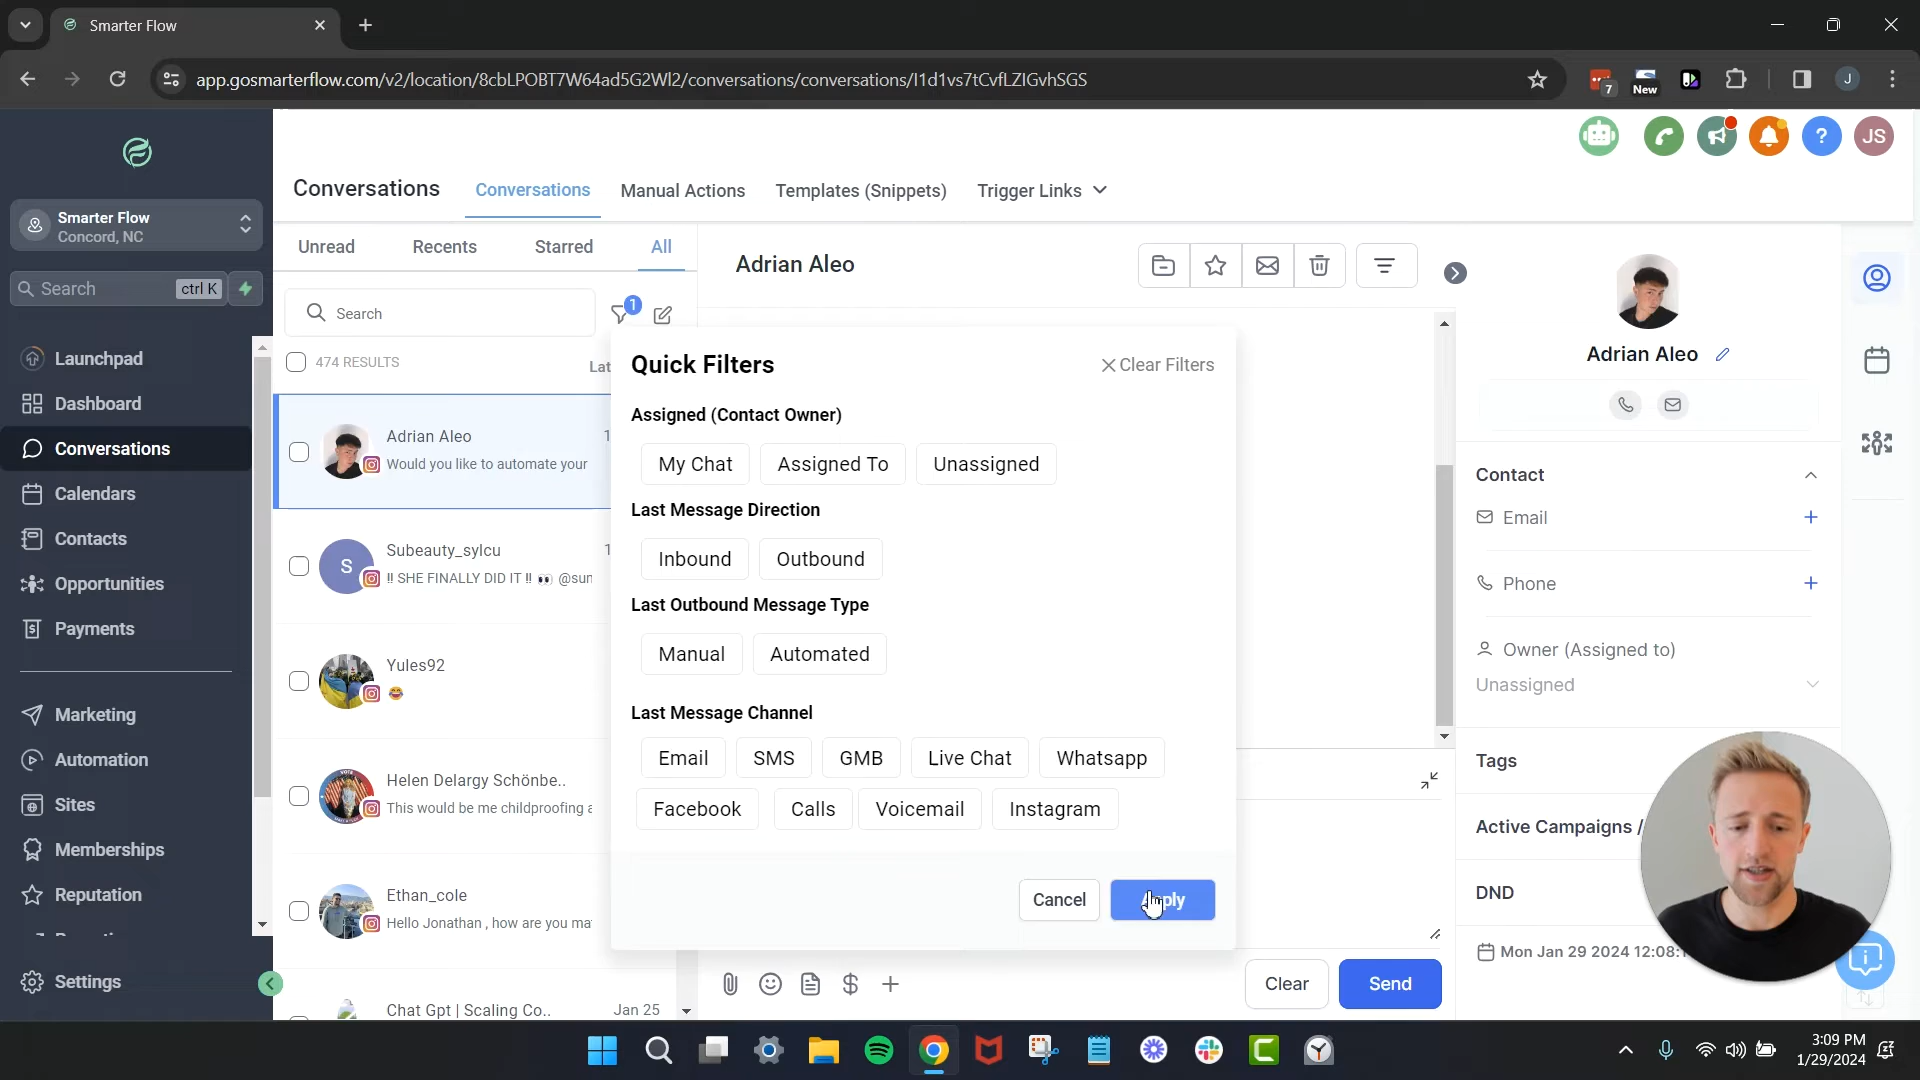 Smarter Flow
app.gosmarterflow.com/v2/location/8cbLPOBT7W64ad5G2Wl2/conversations/conversations/I1d1vs7tCvfLZIGvhSGS
7
New
J
Smarter Flow
Concord, NC
Search
ctrl K
Launchpad
Dashboard
Conversations
Calendars
Contacts
Opportunities
Payments
Marketing
Automation
Sites
Memberships
Reputation
Settings
Conversations
Conversations
Manual Actions
Templates (Snippets)
Trigger Links
?
JS
Unread
Recents
Starred
All
Search
1
474 RESULTS
Adrian Aleo
Would you like to automate your
S
Subeauty_sylcu
‼ SHE FINALLY DID IT ‼ 👀
Yules92
😂
Helen Delargy Schönbe..
This would be me childproofing
Ethan_cole
Hello Jonathan , how are you
Chat Gpt | Scaling Co..
Jan 25
Adrian Aleo
Quick Filters
Clear Filters
Assigned (Contact Owner)
My Chat
Assigned To
Unassigned
Last Message Direction
Inbound
Outbound
Last Outbound Message Type
Manual
Automated
Last Message Channel
Email
SMS
GMB
Live Chat
Whatsapp
Facebook
Calls
Voicemail
Instagram
Cancel
Clear
Send
Adrian Aleo
Contact
Email
Phone
Owner (Assigned to)
Unassigned
Tags
Active Campaigns /
DND
Mon Jan 29 2024 12:08:
3:09 PM
1/29/2024